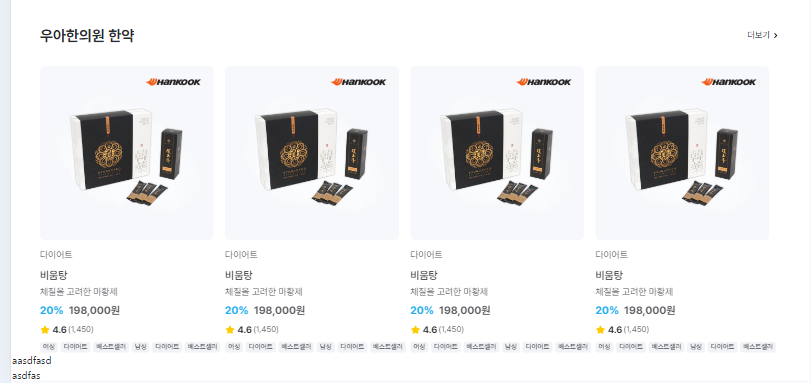 우아한의원 한약
더보기 >
HANKOOK HANKOOK HANKOOK HANKOOK
다이어트 다이어트 다이어트 다이어트
비움탕 비움탕 비움탕 비움탕
체질을 고려한 마황제 체질을 고려한 마황제 체질을 고려한 마황제 체질을 고려한 마황제
20% 198,000원 20% 198,000원 20% 198,000원 20% 198,000원
4.6 (1,450) 4.6 (1,450) 4.6 (1,450) 4.6 (1,450)
여성 다이어트 베스트셀러 남성 다이어트 베스트셀러 여성 다이어트 베스트셀러 남성 다이어트 베스트셀러 여성 다이어트 베스트셀러 남성 다이어트 베스트셀러 여성 다이어트 베스트셀러 남성 다이어트 베스트셀러
aasdfasd
asdfas